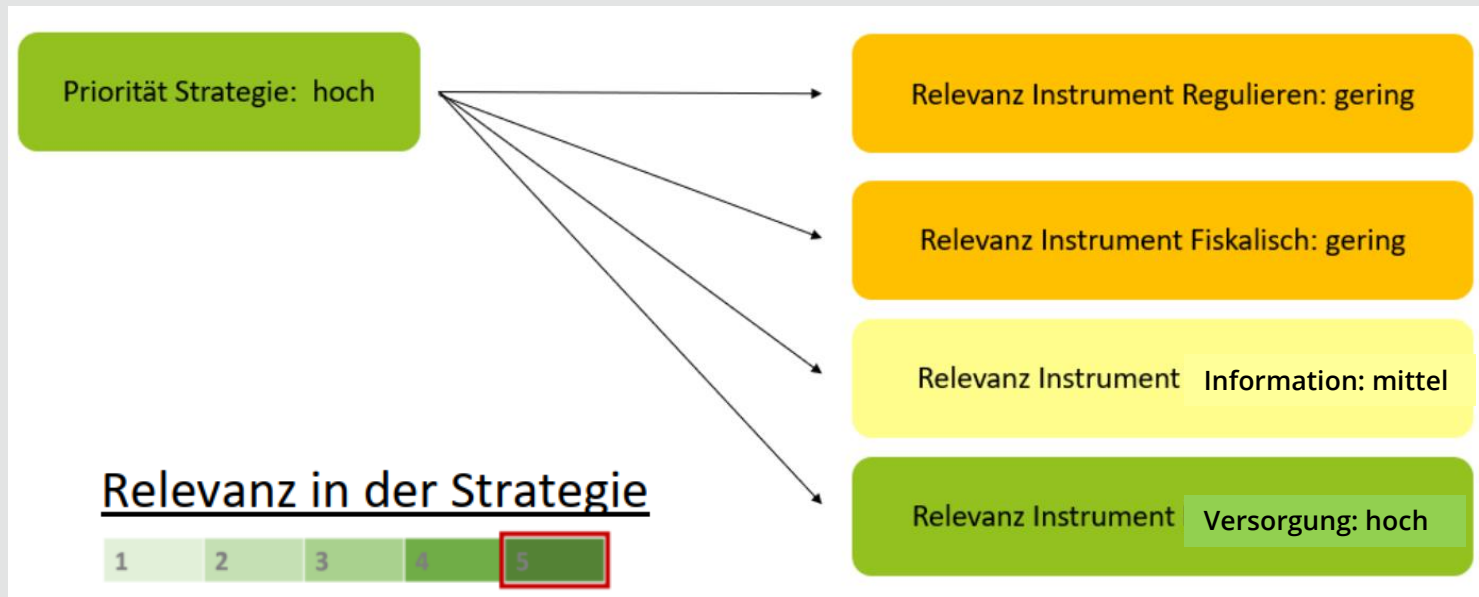 Priorität Strategie: hoch
Relevanz Instrument Regulieren: gering
Relevanz Instrument Fiskalisch: gering
Relevanz Instrument Information: mittel
Relevanz Instrument Versorgung: hoch
Relevanz in der Strategie
1 2 3 4 5